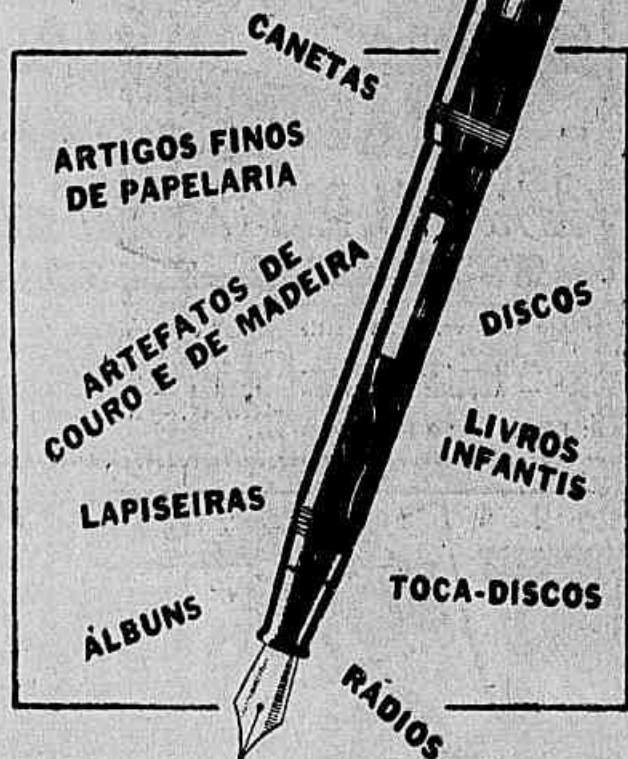 CANETAS
ARTIGOS FINOS
DE PAPELARIA
ARTEFATOS DE
COURO E DE MADEIRA
DISCOS
LIVROS
INFANTIS
LAPISEIRAS
TOCA-DISCOS
ÁLBUNS
RÁDIOS